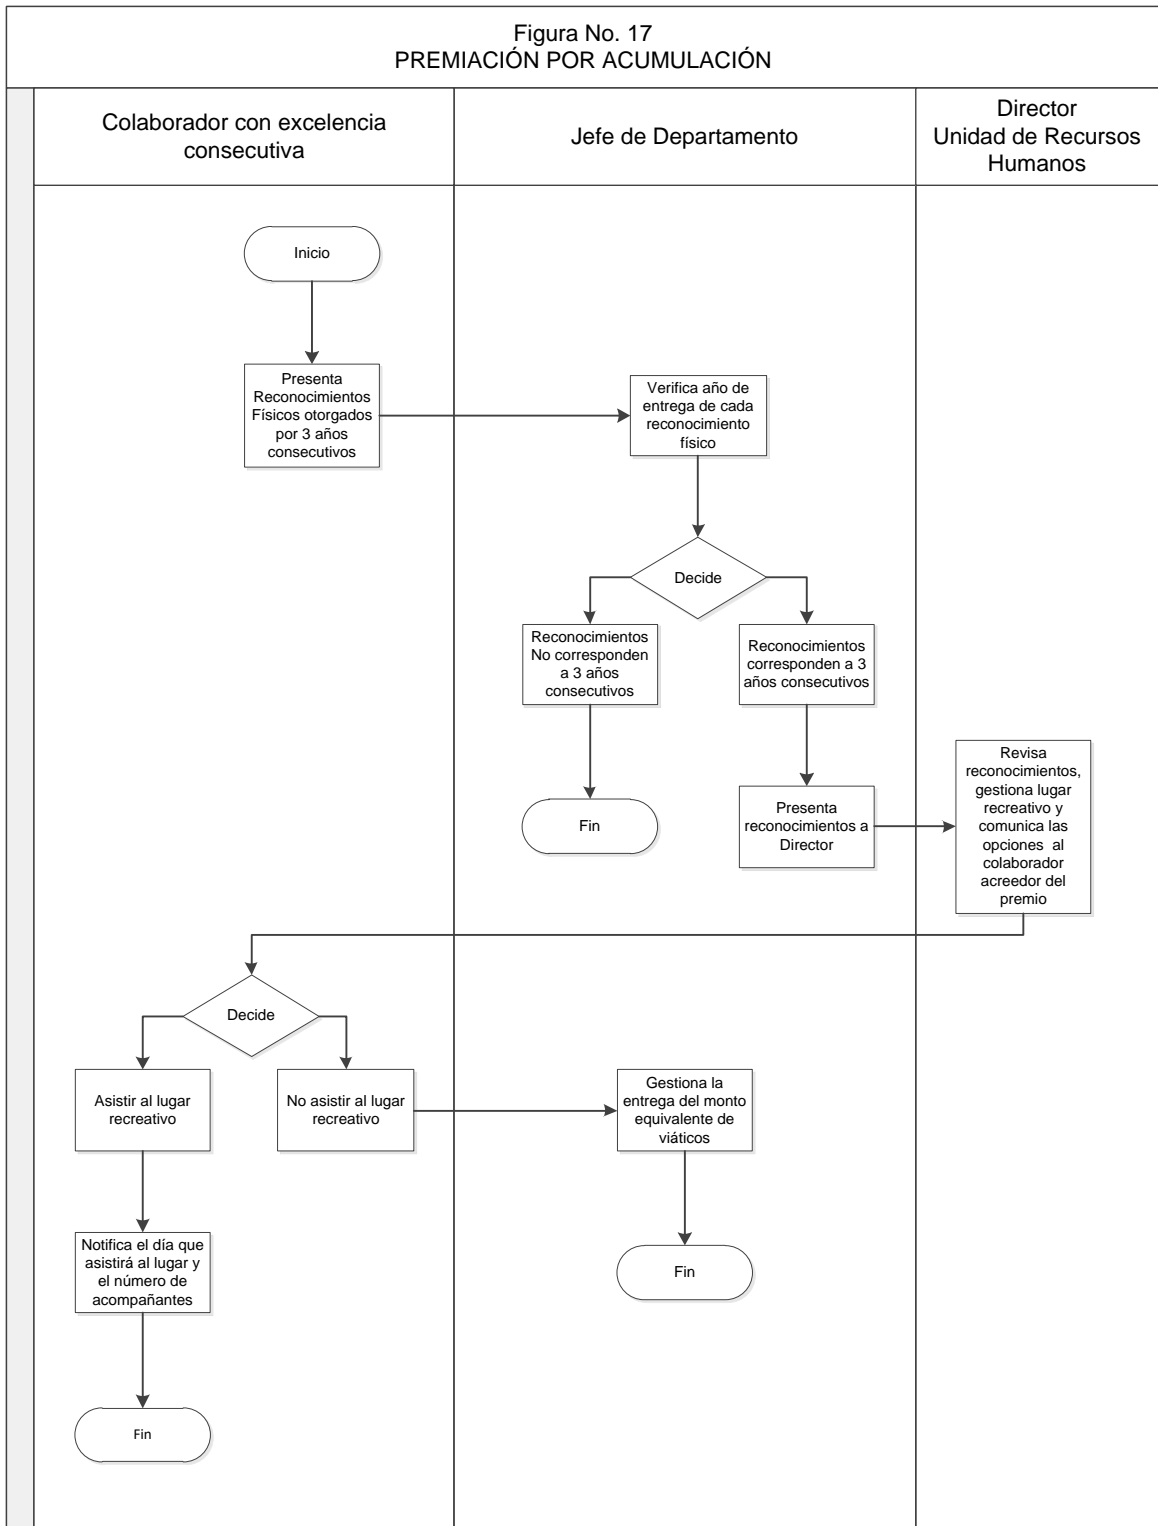 Figura No. 17
PREMIACIÓN POR ACUMULACIÓN
Colaborador con excelencia
consecutiva
Jefe de Departamento
Director
Unidad de Recursos
Humanos
Inicio
Presenta
Reconocimientos
Físicos otorgados
por 3 años
consecutivos
Verifica año de
entrega de cada
reconocimiento
físico
Decide
Reconocimientos
No corresponden
a 3 años
consecutivos
Reconocimientos
corresponden a 3
años consecutivos
Fin
Presenta
reconocimientos a
Director
Revisa
reconocimientos,
gestiona lugar
recreativo y
comunica las
opciones al
colaborador
acreedor del
premio
Decide
Asistir al lugar
recreativo
No asistir al lugar
recreativo
Gestiona la
entrega del monto
equivalente de
viáticos
Notifica el día que
asistirá al lugar y
el número de
acompañantes
Fin
Fin